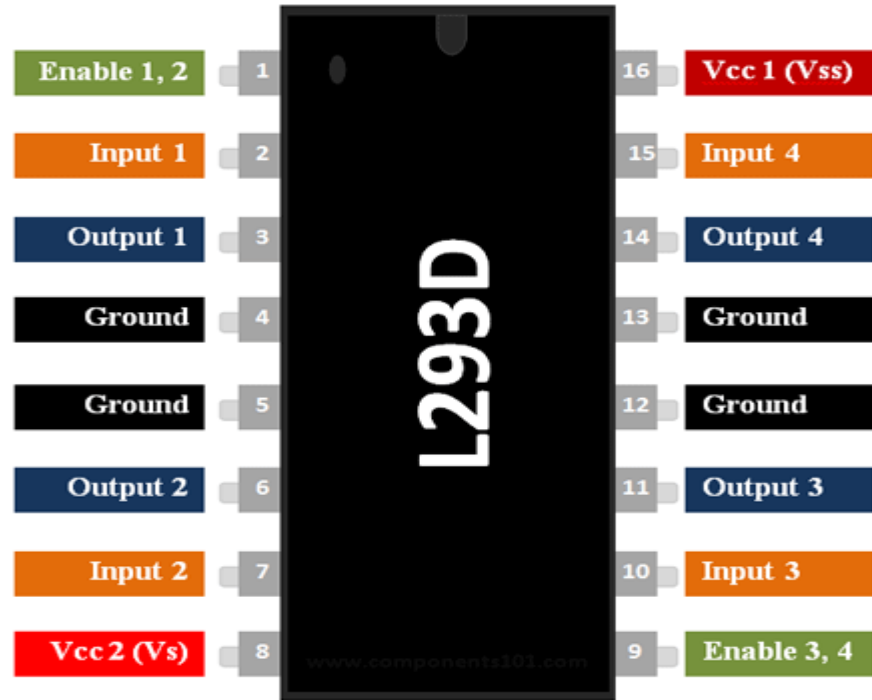 Enable 1, 2 1 16 Vcc 1 (Vss)
Input 1 2 15 Input 4
Output 1 3 14 Output 4
Ground 4 13 Ground
Ground 5 12 Ground
Output 2 6 11 Output 3
Input 2 7 10 Input 3
Vcc 2 (Vs) 8 9 Enable 3, 4
L293D
www.components101.com